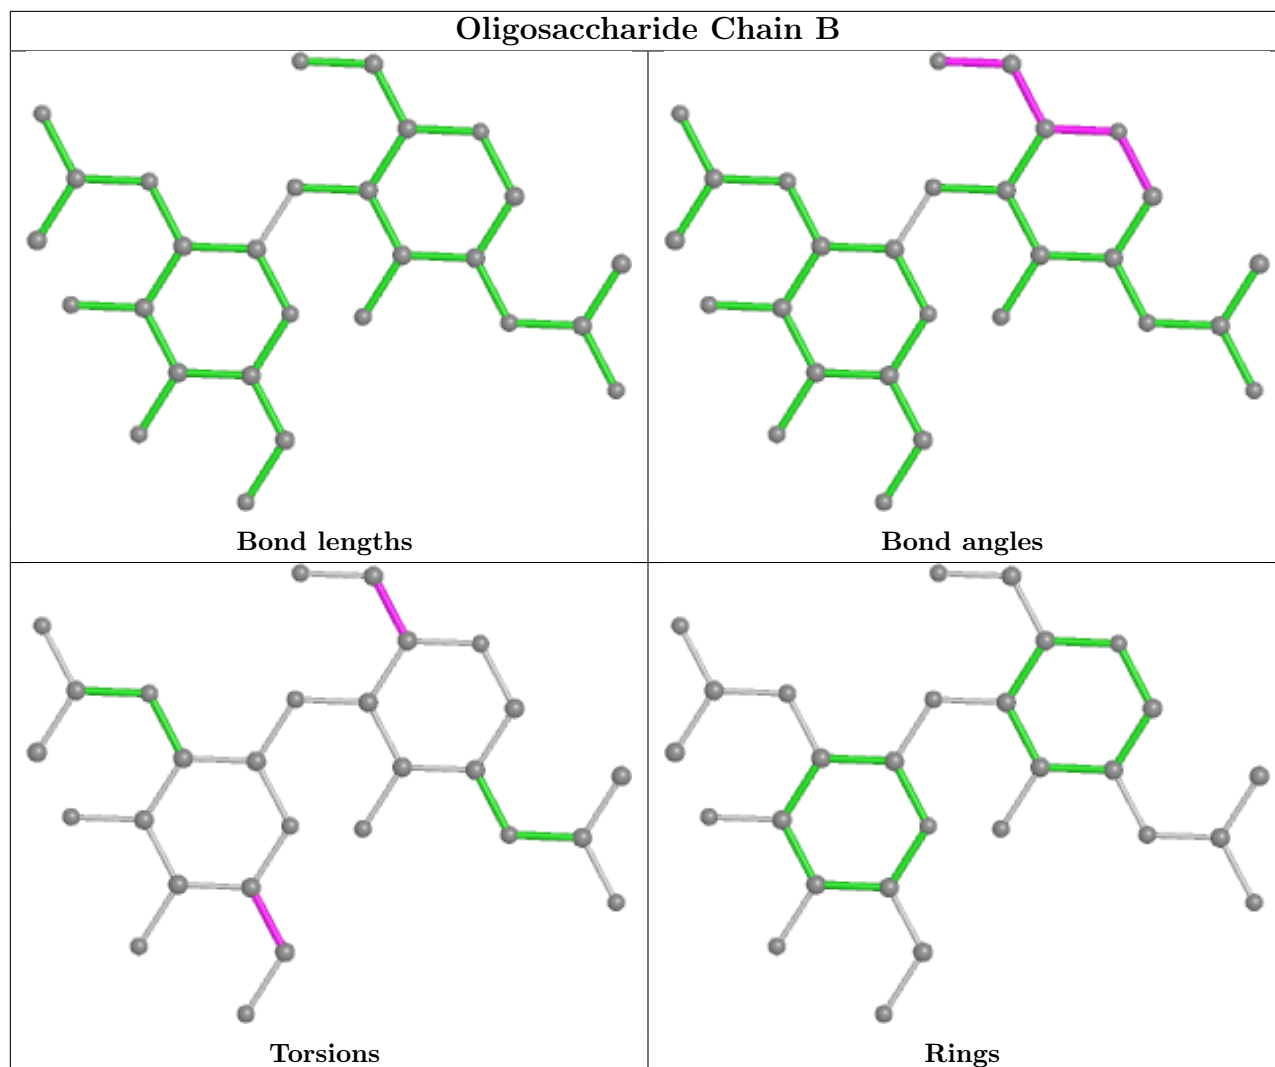 Oligosaccharide Chain B
Bond lengths
Bond angles
Torsions
Rings